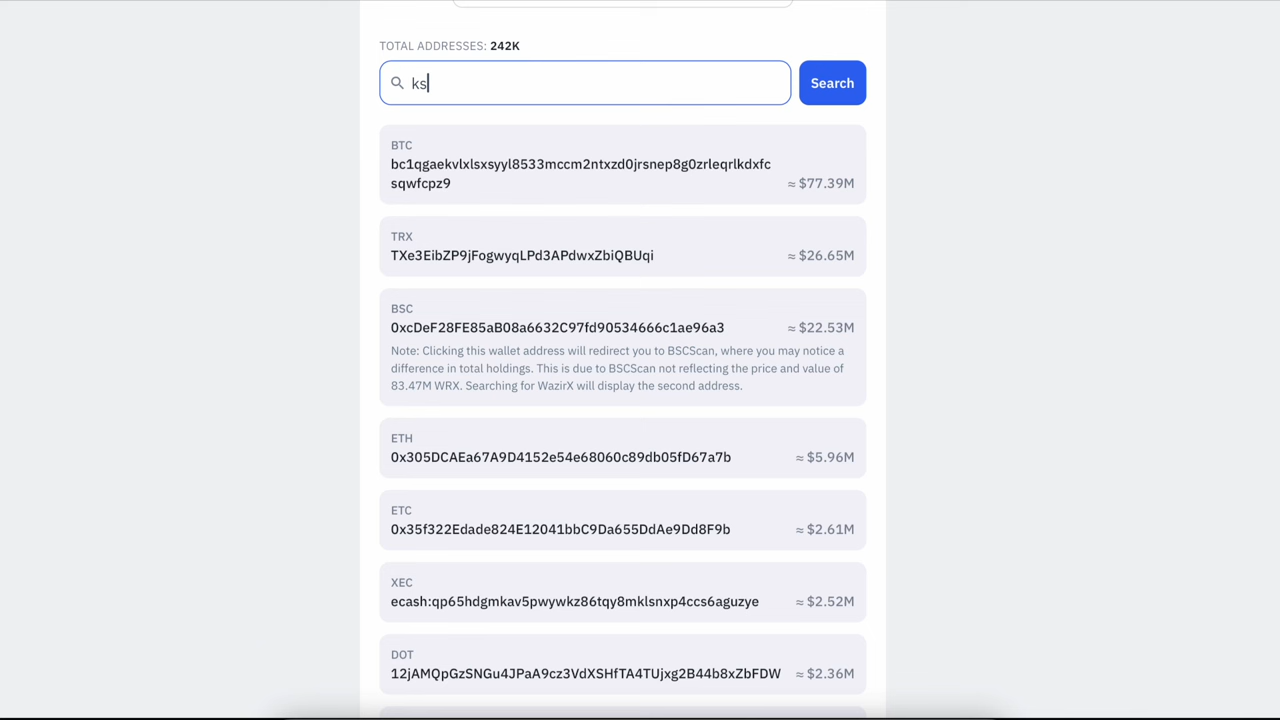 TOTAL ADDRESSES: 242K
ks
Search
BTC
bc1qgaekvlxlsxsyyl8533mccm2ntxzd0jrsnep8g0zrleqrlkdxfc
sqwfcpz9
≈ $77.39M
TRX
TXe3EibZP9jFogwyqLPd3APdwxZbiQBUqi
≈ $26.65M
BSC
0xcDeF28FE85aB08a6632C97fd90534666c1ae96a3
≈ $22.53M
Note: Clicking this wallet address will redirect you to BSCScan, where you may notice a
difference in total holdings. This is due to BSCScan not reflecting the price and value of
83.47M WRX. Searching for WazirX will display the second address.
ETH
0x305DCAEa67A9D4152e54e68060c89db05fD67a7b
≈ $5.96M
ETC
0x35f322Edade824E12041bbC9Da655DdAe9Dd8F9b
≈ $2.61M
XEC
ecash:qp65hdgmkav5pwywkz86tqy8mklsnxp4ccs6aguzye
≈ $2.52M
DOT
12jAMQpGzSNGu4JPaA9cz3VdXSHfTA4TUjxg2B44b8xZbFDW
≈ $2.36M